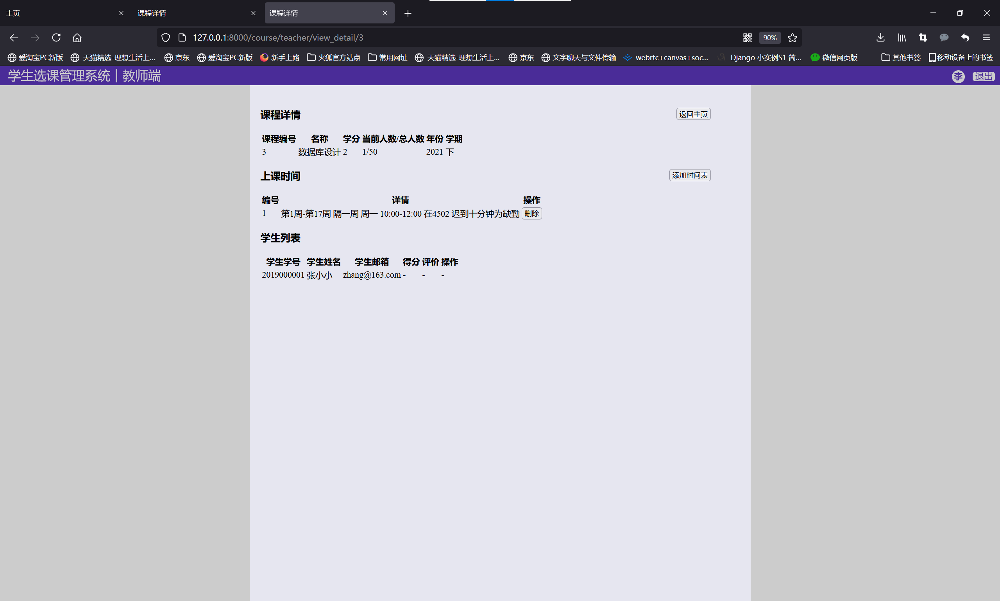 主页 课程详情 课程详情
127.0.0.1:8000/course/teacher/view_detail/3 90%
爱淘宝PC新版 天猫精选-理想生活上... 京东 爱淘宝PC新版 新手上路 火狐官方站点 常用网址 天猫精选-理想生活上... 京东 文字聊天与文件传输 webrtc+canvas+soc... Django 小实例S1 简... 微信网页版 其他书签 移动设备上的书签
学生选课管理系统 | 教师端 李 退出
课程详情 返回主页
课程编号 名称 学分 当前人数/总人数 年份 学期
3 数据库设计 2 1/50 2021 下
上课时间 添加时间表
编号 详情 操作
1 第1周-第17周 隔一周 周一 10:00-12:00 在4502 迟到十分钟为缺勤 删除
学生列表
学生学号 学生姓名 学生邮箱 得分 评价 操作
2019000001 张小小 zhang@163.com - - -